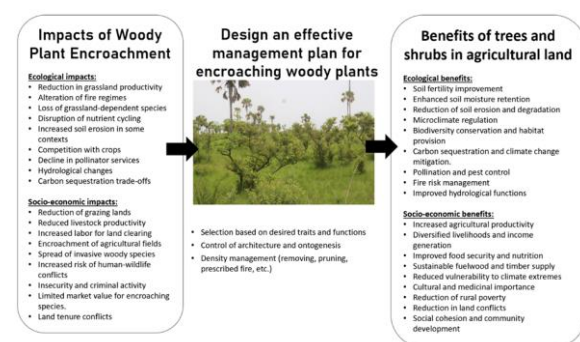 Impacts of Woody
Plant Encroachment
Ecological impacts:
• Reduction in grassland productivity
• Alteration of fire regimes
• Loss of grassland-dependent species
• Disruption of nutrient cycling
• Increased soil erosion in some
contexts
• Competition with crops
• Decline in pollinator services
• Hydrological changes
• Carbon sequestration trade-offs
Socio-economic impacts:
• Reduction of grazing lands
• Reduced livestock productivity
• Increased labor for land clearing
• Encroachment of agricultural fields
• Spread of invasive woody species
• Increased risk of human-wildlife
conflicts
• Insecurity and criminal activity
• Limited market value for encroaching
species.
• Land tenure conflicts
Design an effective
management plan for
encroaching woody plants
• Selection based on desired traits and functions
• Control of architecture and ontogenesis
• Density management (removing, pruning,
prescribed fire, etc.)
Benefits of trees and
shrubs in agricultural land
Ecological benefits:
• Soil fertility improvement
• Enhanced soil moisture retention
• Reduction of soil erosion and degradation
• Microclimate regulation
• Biodiversity conservation and habitat
provision
• Carbon sequestration and climate change
mitigation.
• Pollination and pest control
• Fire risk management
• Improved hydrological functions
Socio-economic benefits:
• Increased agricultural productivity
• Diversified livelihoods and income
generation
• Improved food security and nutrition
• Sustainable fuelwood and timber supply
• Reduced vulnerability to climate extremes
• Cultural and medicinal importance
• Reduction of rural poverty
• Reduction in land conflicts
• Social cohesion and community
development